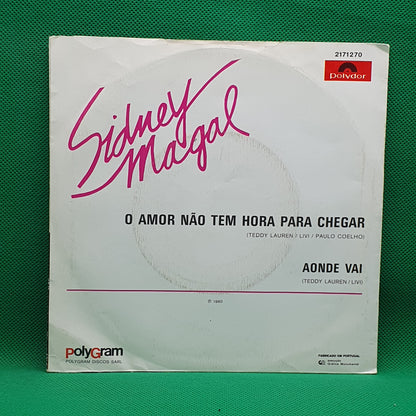 2171270
Polydor
Sidney
Magal
O AMOR NÃO TEM HORA PARA CHEGAR
(TEDDY LAUREN / LIVI / PAULO COELHO)
AONDE VAI
(TEDDY LAUREN / LIVI)
PolyGram
POLYGRAM DISCOS SARL
FABRICADO EM PORTUGAL